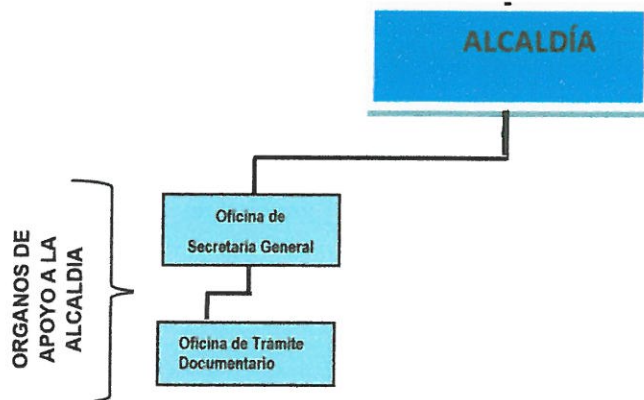 ALCALDÍA
Oficina de
Secretaria General
Oficina de Trámite
Documentario
ORGANOS DE
APOYO A LA
ALCALDIA